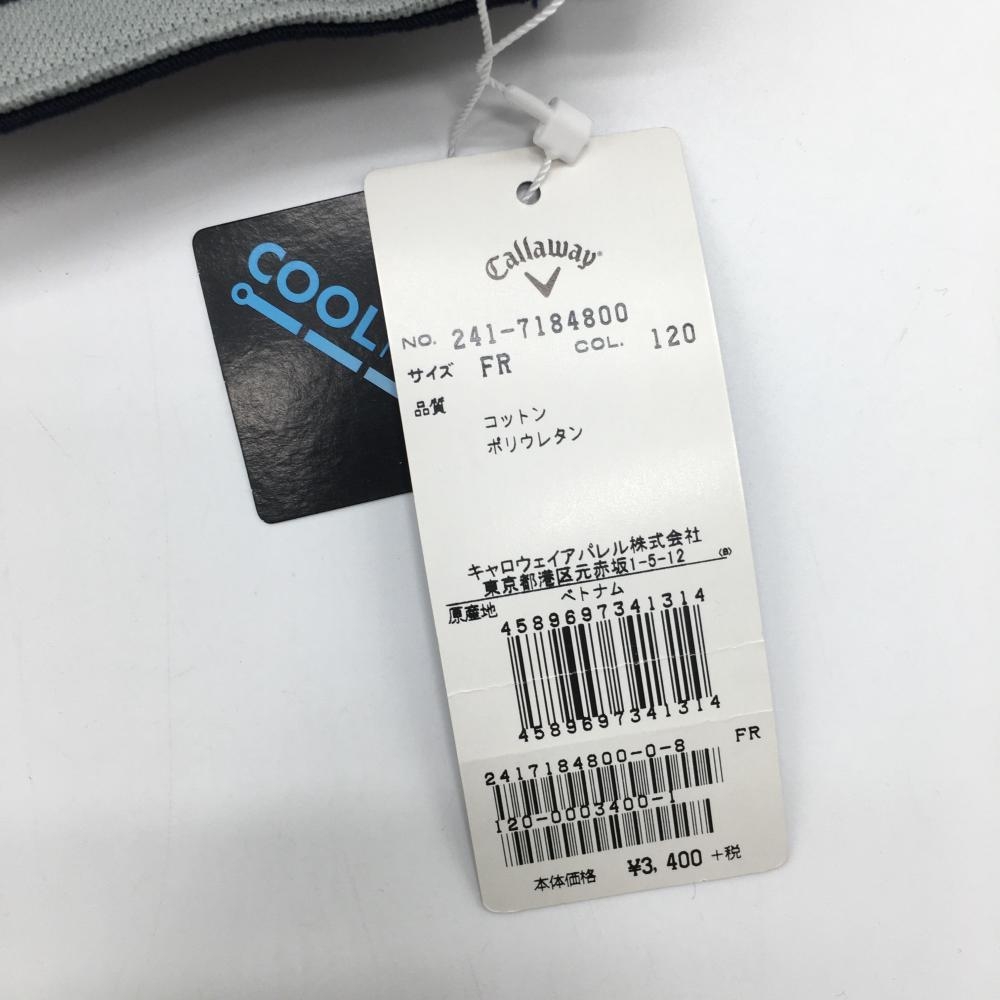 COOL
Callaway
NO. 241-7184800
COL. 120
サイズ FR
品質
コットン
ポリウレタン
キャロウェイアパレル株式会社
東京都港区元赤坂1-5-12 (B)
原産地 ベトナム
4589697341314
4589697341314
FR
2417184800-0-8
120-0003400-1
本体価格 ¥3,400 +税